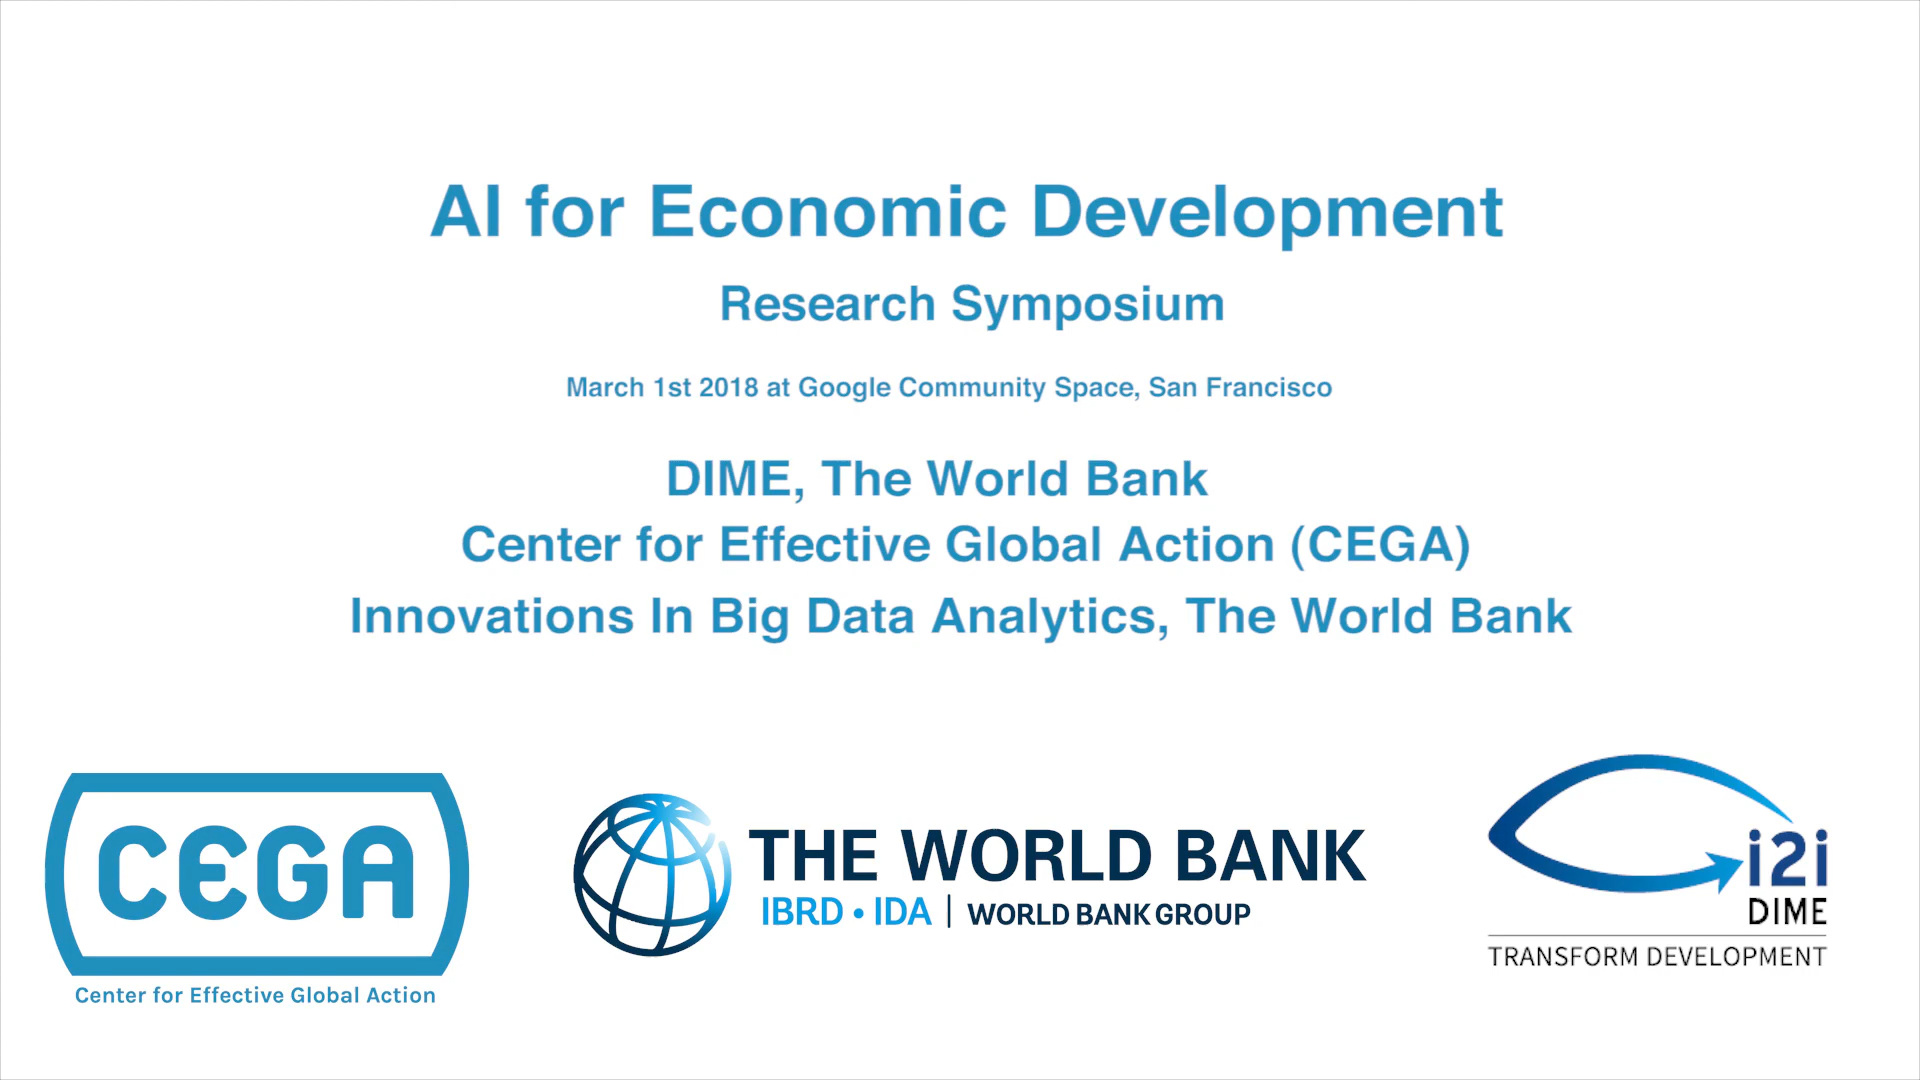 AI for Economic Development
Research Symposium
March 1st 2018 at Google Community Space, San Francisco
DIME, The World Bank
Center for Effective Global Action (CEGA)
Innovations In Big Data Analytics, The World Bank
CEGA
Center for Effective Global Action
THE WORLD BANK
IBRD • IDA | WORLD BANK GROUP
i2i
DIME
TRANSFORM DEVELOPMENT